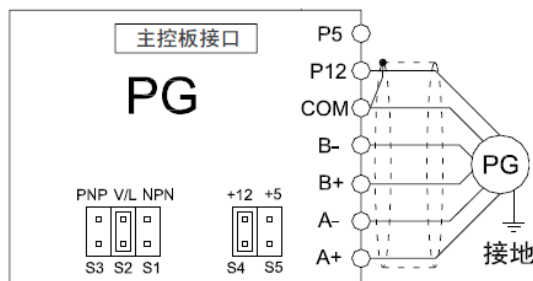 主控板接口
PG
P5
P12
COM
B-
B+
A-
A+
PNP V/L NPN
S3 S2 S1
+12 +5
S4 S5
PG
接地